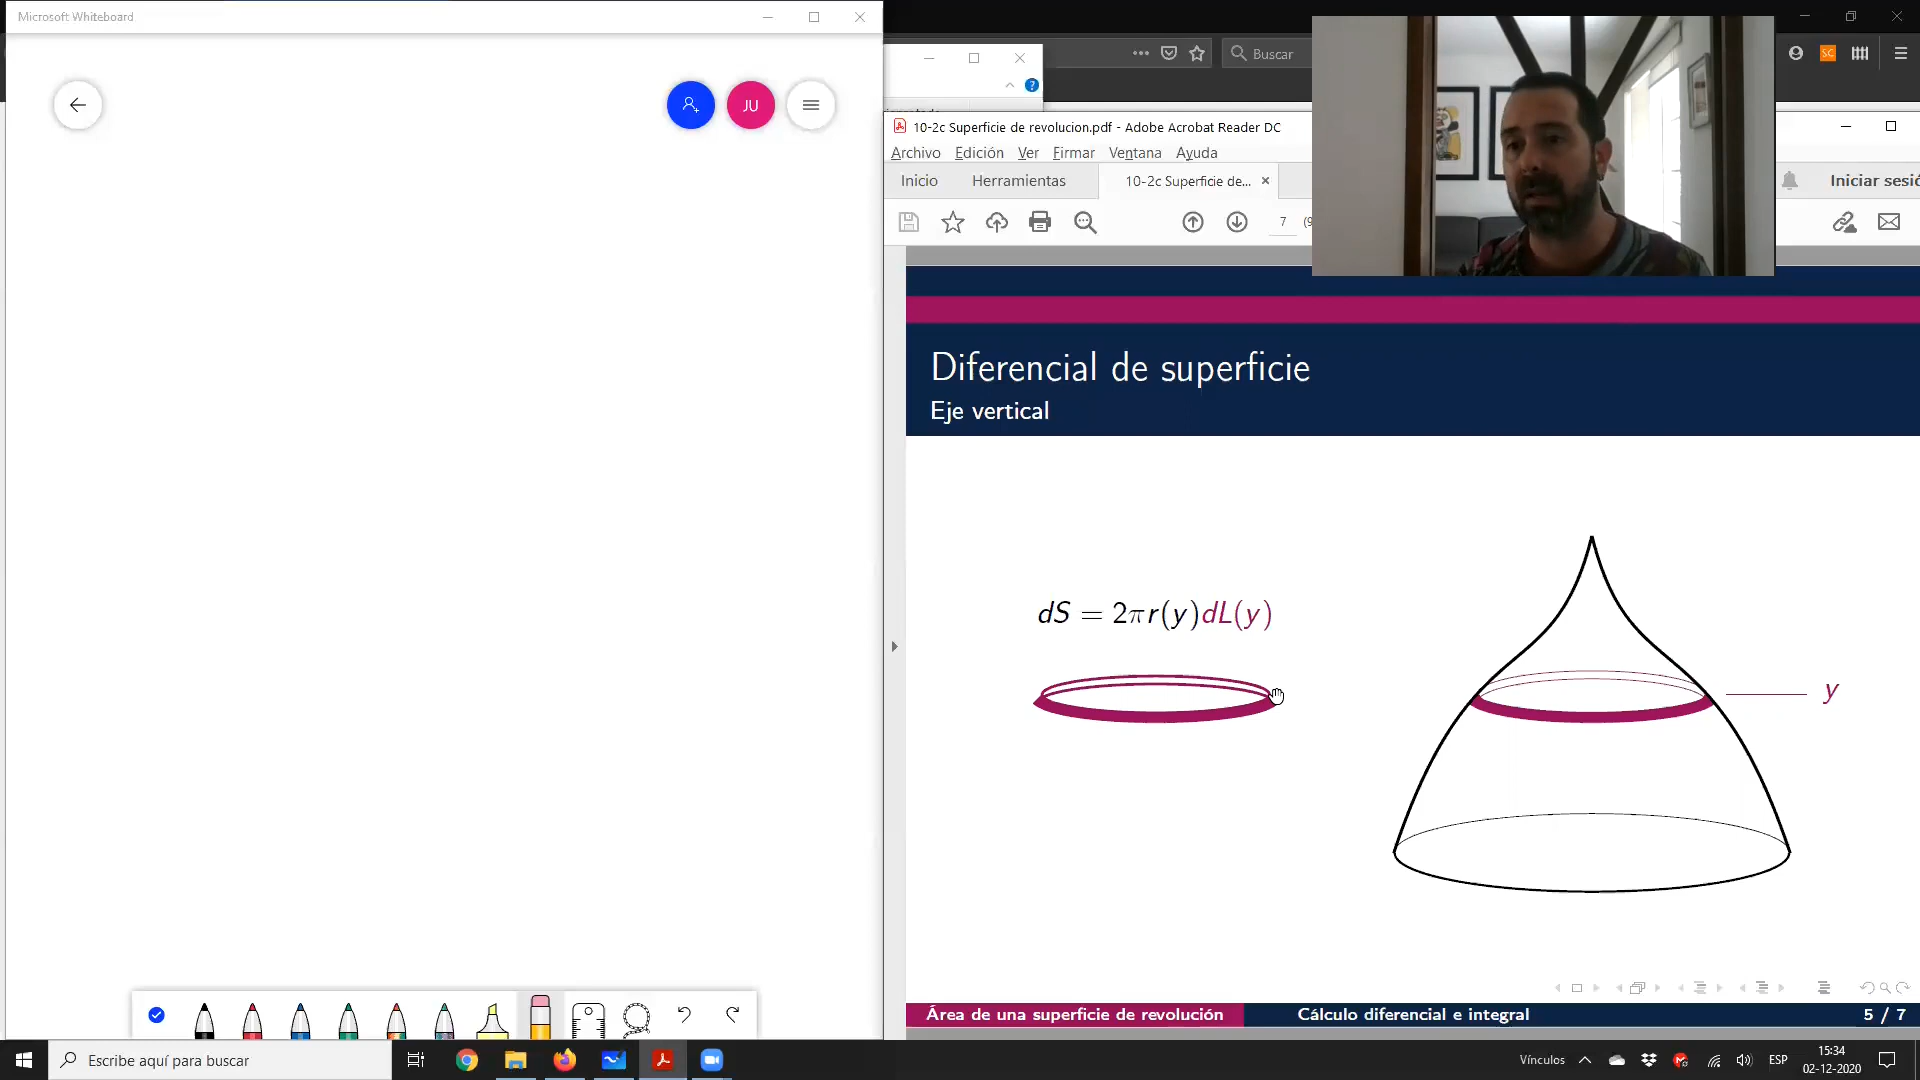 Microsoft Whiteboard
JU
Buscar
SC
10-2c Superficie de revolucion.pdf - Adobe Acrobat Reader DC
Archivo Edición Ver Firmar Ventana Ayuda
Inicio Herramientas 10-2c Superficie de... Iniciar sesió
7 (9
Diferencial de superficie
Eje vertical
dS = 2πr(y)dL(y)
y
Área de una superficie de revolución Cálculo diferencial e integral 5 / 7
Escribe aquí para buscar
Vínculos ESP 15:34
02-12-2020